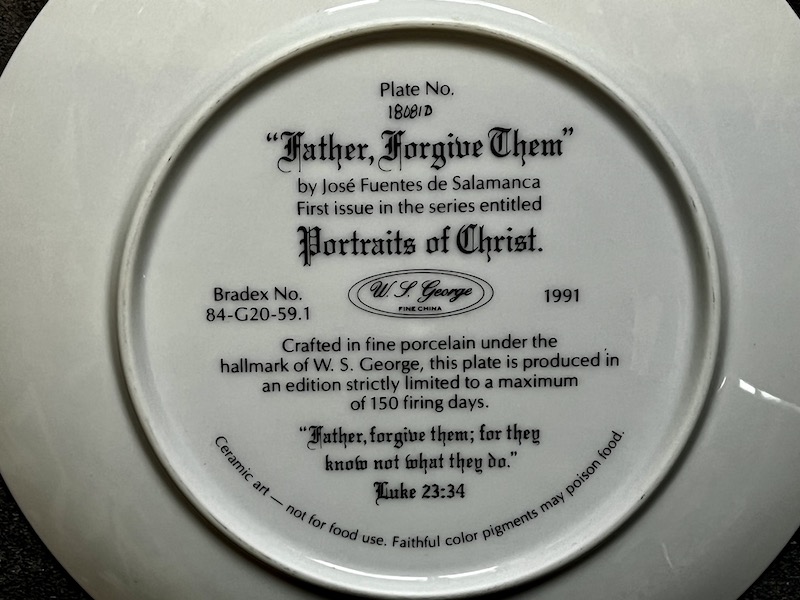 Plate No.
18081D
"Father, Forgive Them"
by José Fuentes de Salamanca
First issue in the series entitled
Portraits of Christ.
Bradex No.
84-G20-59.1
W. S. George
FINE CHINA
1991
Crafted in fine porcelain under the
hallmark of W. S. George, this plate is produced in
an edition strictly limited to a maximum
of 150 firing days.
"Father, forgive them; for they
know not what they do."
Luke 23:34
Ceramic art — not for food use. Faithful color pigments may poison food.